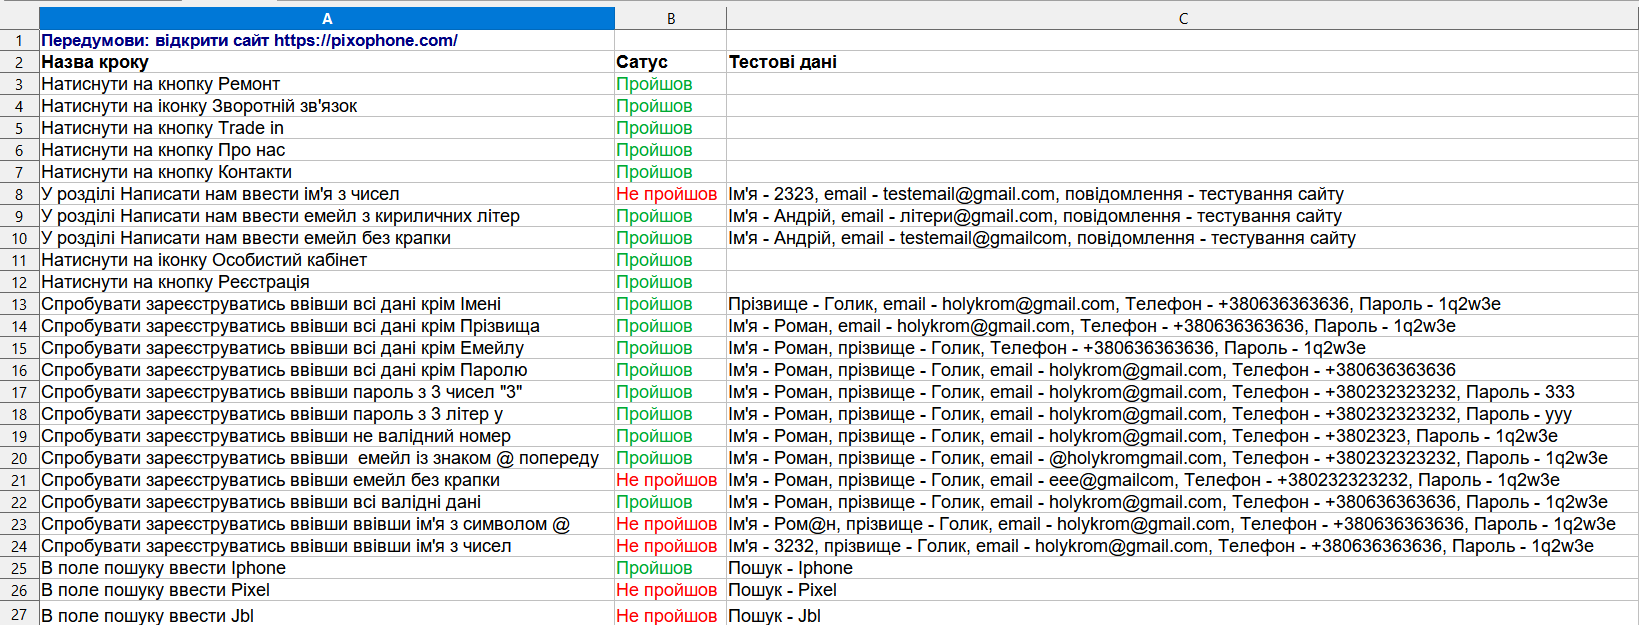 A B C
1 Передумови: відкрити сайт https://pixophone.com/
2 Назва кроку Сатус Тестові дані
3 Натиснути на кнопку Ремонт Пройшов
4 Натиснути на іконку Зворотній зв'язок Пройшов
5 Натиснути на кнопку Trade in Пройшов
6 Натиснути на кнопку Про нас Пройшов
7 Натиснути на кнопку Контакти Пройшов
8 У розділі Написати нам ввести ім'я з чисел Не пройшов Ім'я - 2323, email - testemail@gmail.com, повідомлення - тестування сайту
9 У розділі Написати нам ввести емейл з кириличних літер Пройшов Ім'я - Андрій, email - літери@gmail.com, повідомлення - тестування сайту
10 У розділі Написати нам ввести емейл без крапки Пройшов Ім'я - Андрій, email - testemail@gmailcom, повідомлення - тестування сайту
11 Натиснути на іконку Особистий кабінет Пройшов
12 Натиснути на кнопку Реєстрація Пройшов
13 Спробувати зареєструватись ввівши всі дані крім Імені Пройшов Прізвище - Голик, email - holykrom@gmail.com, Телефон - +380636363636, Пароль - 1q2w3e
14 Спробувати зареєструватись ввівши всі дані крім Прізвища Пройшов Ім'я - Роман, email - holykrom@gmail.com, Телефон - +380636363636, Пароль - 1q2w3e
15 Спробувати зареєструватись ввівши всі дані крім Емейлу Пройшов Ім'я - Роман, прізвище - Голик, Телефон - +380636363636, Пароль - 1q2w3e
16 Спробувати зареєструватись ввівши всі дані крім Паролю Пройшов Ім'я - Роман, прізвище - Голик, email - holykrom@gmail.com, Телефон - +380636363636
17 Спробувати зареєструватись ввівши пароль з 3 чисел "3" Пройшов Ім'я - Роман, прізвище - Голик, email - holykrom@gmail.com, Телефон - +380232323232, Пароль - 333
18 Спробувати зареєструватись ввівши пароль з 3 літер у Пройшов Ім'я - Роман, прізвище - Голик, email - holykrom@gmail.com, Телефон - +380232323232, Пароль - ууу
19 Спробувати зареєструватись ввівши не валідний номер Пройшов Ім'я - Роман, прізвище - Голик, email - holykrom@gmail.com, Телефон - +3802323, Пароль - 1q2w3e
20 Спробувати зареєструватись ввівши  емейл із знаком @ попереду Пройшов Ім'я - Роман, прізвище - Голик, email - @holykromgmail.com, Телефон - +380232323232, Пароль - 1q2w3e
21 Спробувати зареєструватись ввівши емейл без крапки Не пройшов Ім'я - Роман, прізвище - Голик, email - eee@gmailcom, Телефон - +380232323232, Пароль - 1q2w3e
22 Спробувати зареєструватись ввівши всі валідні дані Пройшов Ім'я - Роман, прізвище - Голик, email - holykrom@gmail.com, Телефон - +380636363636, Пароль - 1q2w3e
23 Спробувати зареєструватись ввівши ввівши ім'я з символом @ Не пройшов Ім'я - Ром@н, прізвище - Голик, email - holykrom@gmail.com, Телефон - +380636363636, Пароль - 1q2w3e
24 Спробувати зареєструватись ввівши ввівши ім'я з чисел Не пройшов Ім'я - 3232, прізвище - Голик, email - holykrom@gmail.com, Телефон - +380636363636, Пароль - 1q2w3e
25 В поле пошуку ввести Iphone Пройшов Пошук - Iphone
26 В поле пошуку ввести Pixel Не пройшов Пошук - Pixel
27 В поле пошуку ввести Jbl Не пройшов Пошук - Jbl